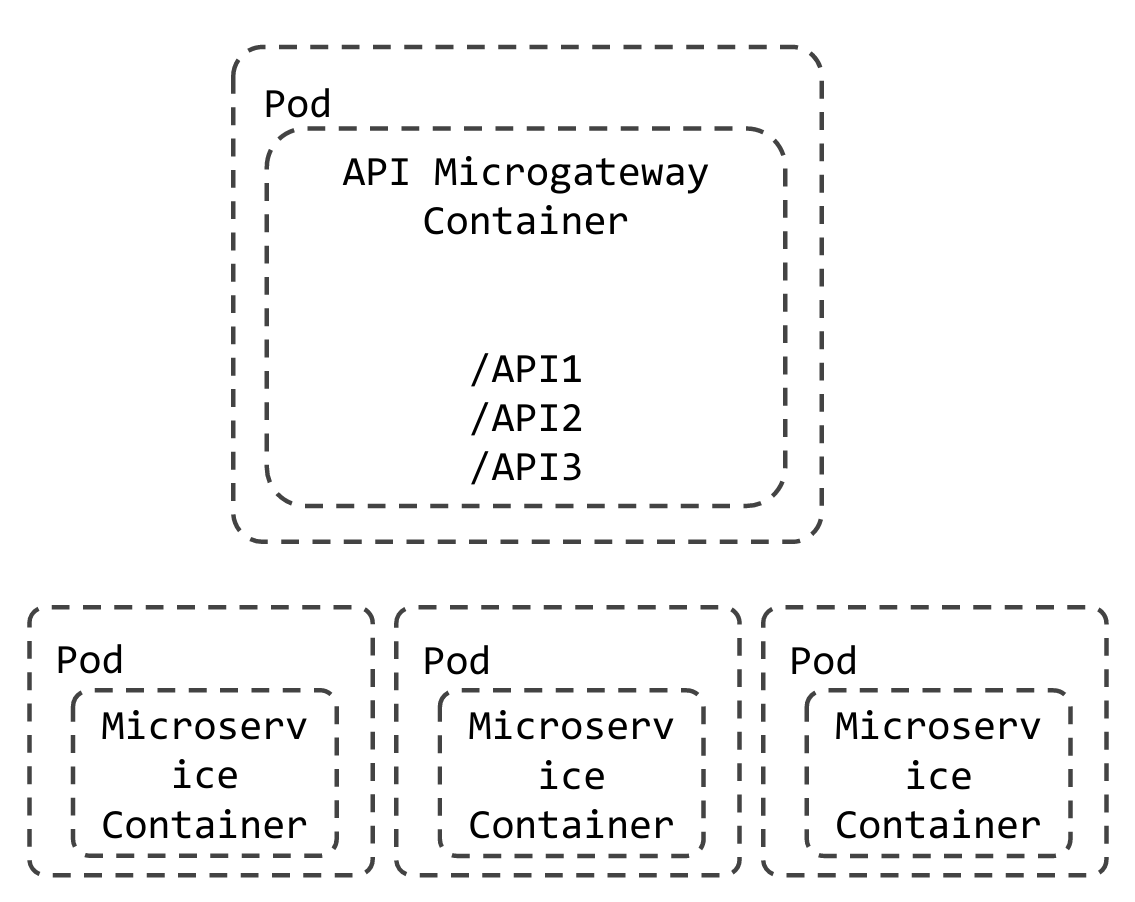 Pod
API Microgateway
Container
/API1
/API2
/API3
Pod
Microserv
ice
Container
Pod
Microserv
ice
Container
Pod
Microserv
ice
Container